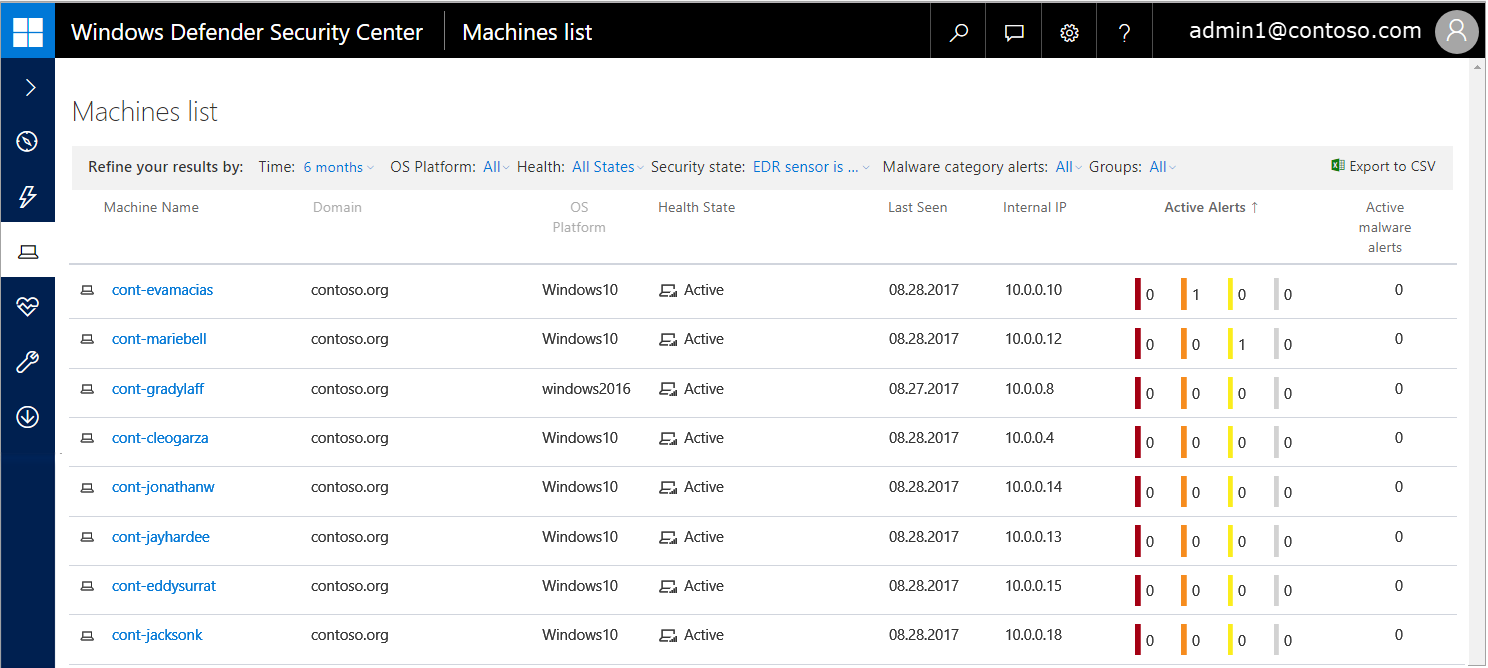 Windows Defender Security Center Machines list ? admin1@contoso.com
Machines list
Refine your results by: Time: 6 months OS Platform: All Health: All States Security state: EDR sensor is ... Malware category alerts: All Groups: All Export to CSV
Machine Name Domain OS Platform Health State Last Seen Internal IP Active Alerts ↑ Active malware alerts
cont-evamacias contoso.org Windows10 Active 08.28.2017 10.0.0.10 0 1 0 0 0
cont-mariebell contoso.org Windows10 Active 08.28.2017 10.0.0.12 0 0 1 0 0
cont-gradylaff contoso.org windows2016 Active 08.27.2017 10.0.0.8 0 0 0 0 0
cont-cleogarza contoso.org Windows10 Active 08.28.2017 10.0.0.4 0 0 0 0 0
cont-jonathanw contoso.org Windows10 Active 08.28.2017 10.0.0.14 0 0 0 0 0
cont-jayhardee contoso.org Windows10 Active 08.28.2017 10.0.0.13 0 0 0 0 0
cont-eddysurrat contoso.org Windows10 Active 08.28.2017 10.0.0.15 0 0 0 0 0
cont-jacksonk contoso.org Windows10 Active 08.28.2017 10.0.0.18 0 0 0 0 0